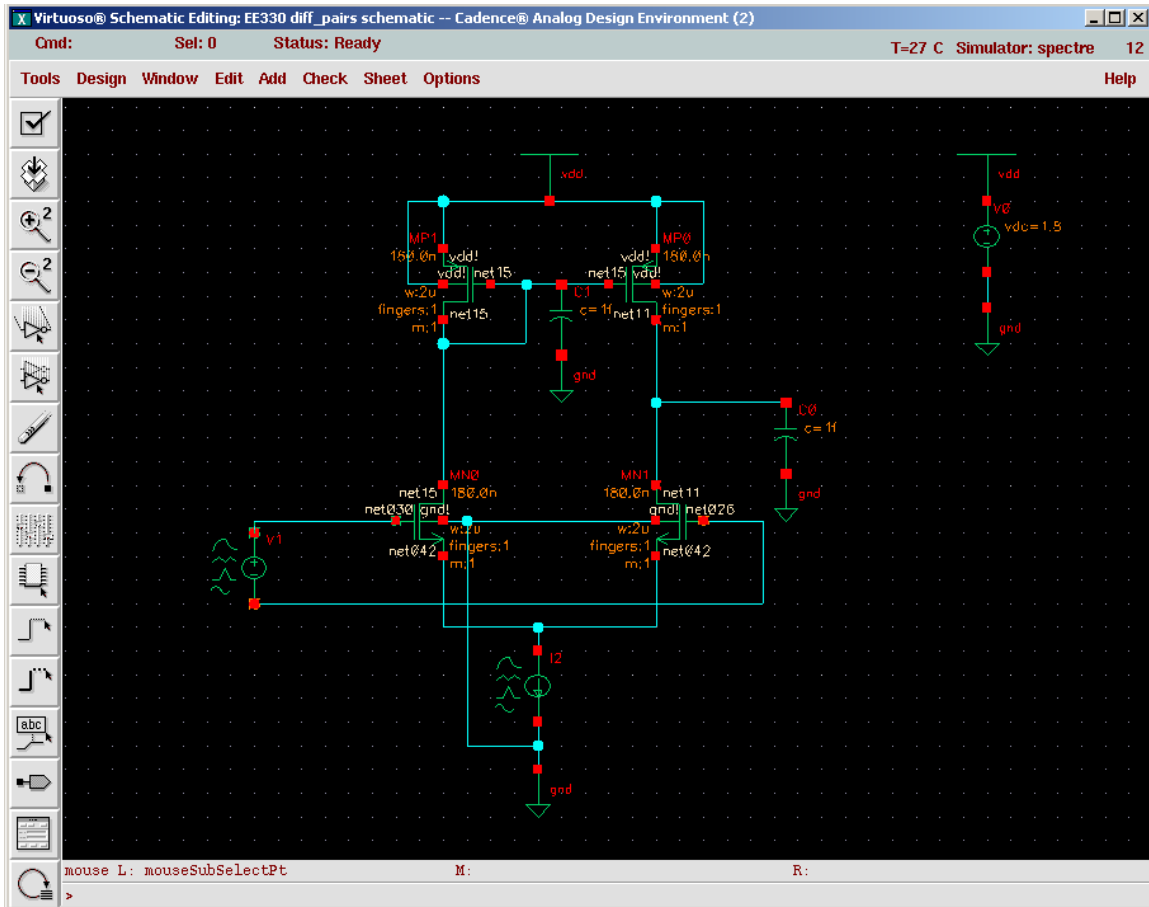 Virtuoso® Schematic Editing: EE330 diff_pairs schematic -- Cadence® Analog Design Environment (2)
Cmd: Sel: 0 Status: Ready T=27 C Simulator: spectre 12
Tools Design Window Edit Add Check Sheet Options Help
2
2
abc
vdd
vdd
V0
vdc=1.8
gnd
MP1
180.0n
vdd!
vdd!
net15
w:2u
fingers:1
net15
m:1
MP0
180.0n
net15
vdd!
w:2u
fingers:1
net11
m:1
C1
c=1f
gnd
C0
c=1f
gnd
MN0
net15
180.0n
net030
gnd!
w:2u
fingers:1
net042
m:1
MN1
180.0n
net11
gnd!
net026
w:2u
fingers:1
net042
m:1
V1
I2
gnd
mouse L: mouseSubSelectPt M: R:
>